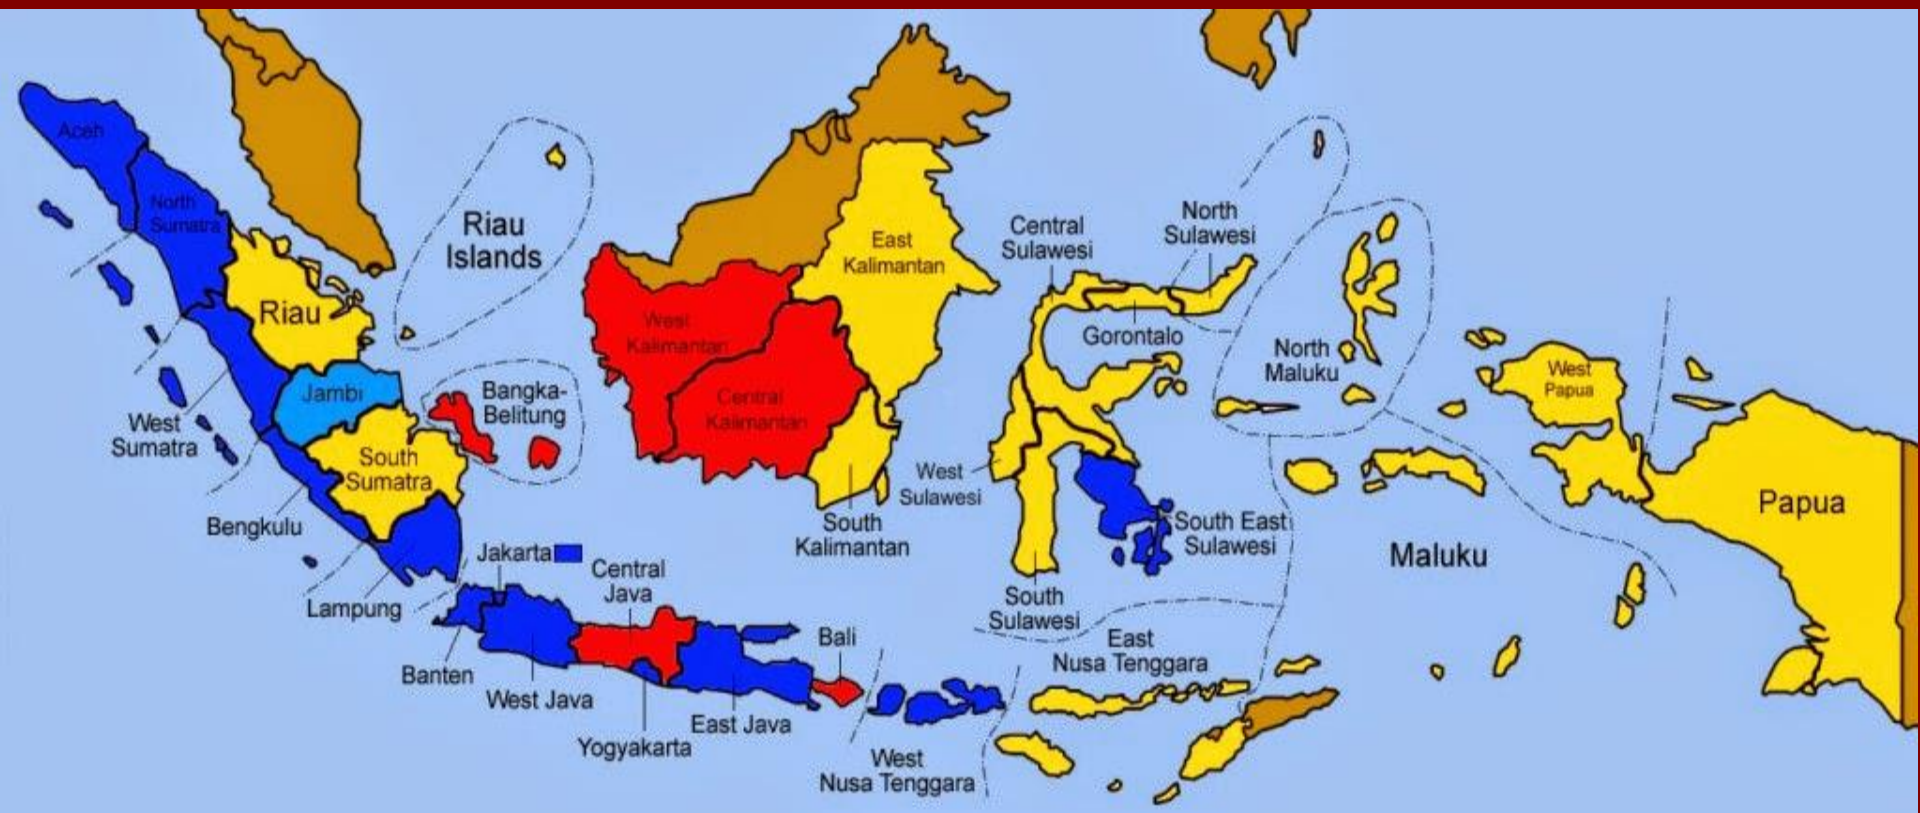 Aceh
North
Sumatra
Riau
Islands
Riau
Jambi
West
Sumatra
South
Sumatra
Bengkulu
Lampung
Bangka-
Belitung
Jakarta
Banten
West Java
Central
Java
Yogyakarta
East Java
Bali
West
Nusa Tenggara
East
Nusa Tenggara
West
Kalimantan
Central
Kalimantan
East
Kalimantan
South
Kalimantan
Central
Sulawesi
North
Sulawesi
Gorontalo
West
Sulawesi
South
Sulawesi
South East
Sulawesi
North
Maluku
Maluku
West
Papua
Papua